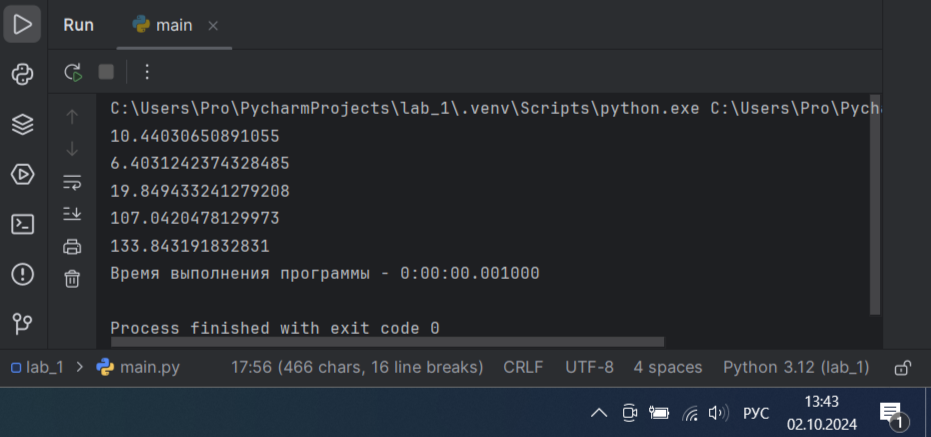 Run main
C:\Users\Pro\PycharmProjects\lab_1\.venv\Scripts\python.exe C:\Users\Pro\Pych
10.44030650891055
6.4031242374328485
19.849433241279208
107.0420478129973
133.843191832831
Время выполнения программы - 0:00:00.001000
Process finished with exit code 0
lab_1 > main.py 17:56 (466 chars, 16 line breaks) CRLF UTF-8 4 spaces Python 3.12 (lab_1)
РУС 13:43
02.10.2024 1